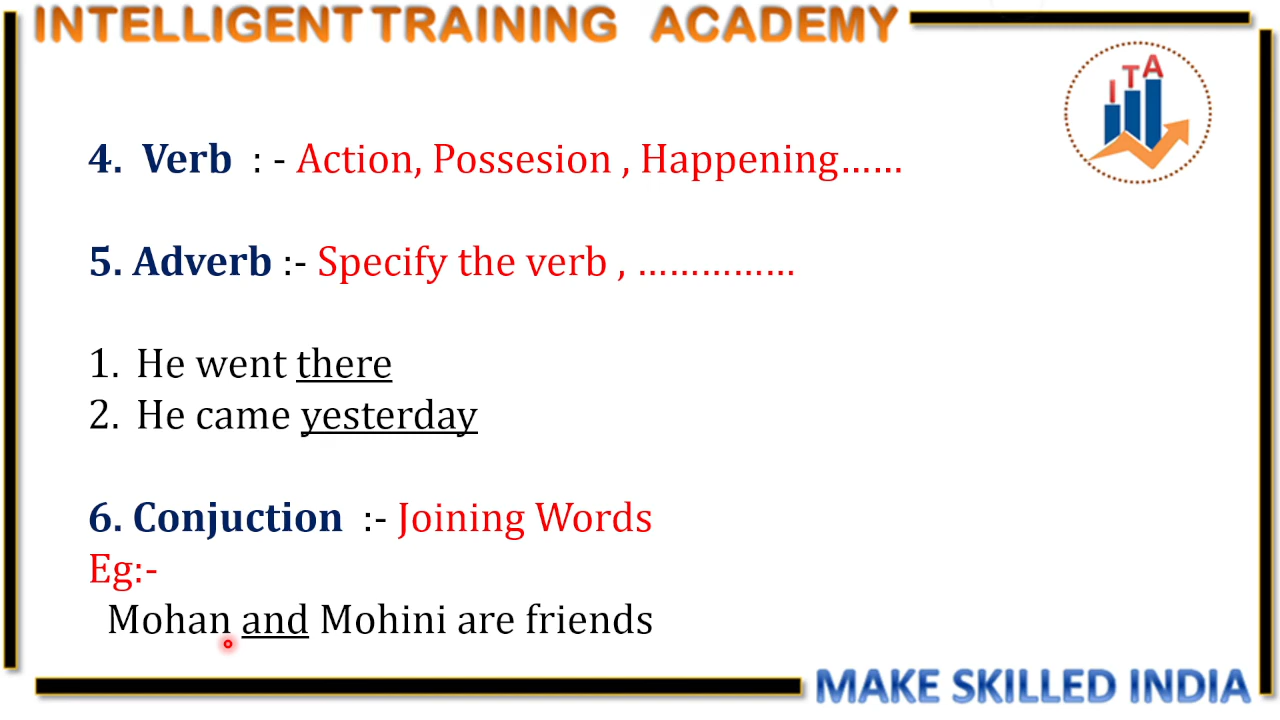 INTELLIGENT TRAINING ACADEMY
ITA
4. Verb : - Action, Possesion , Happening……
5. Adverb :- Specify the verb , ……………
1. He went there
2. He came yesterday
6. Conjuction :- Joining Words
Eg:-
Mohan and Mohini are friends
MAKE SKILLED INDIA